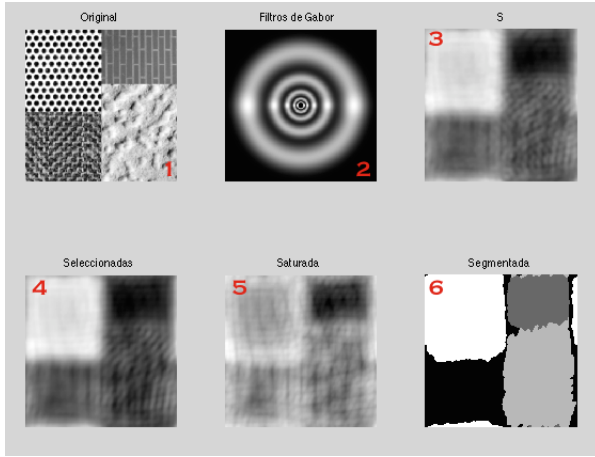 Original
Filtros de Gabor
S
1
2
3
Seleccionadas
Saturada
Segmentada
4
5
6